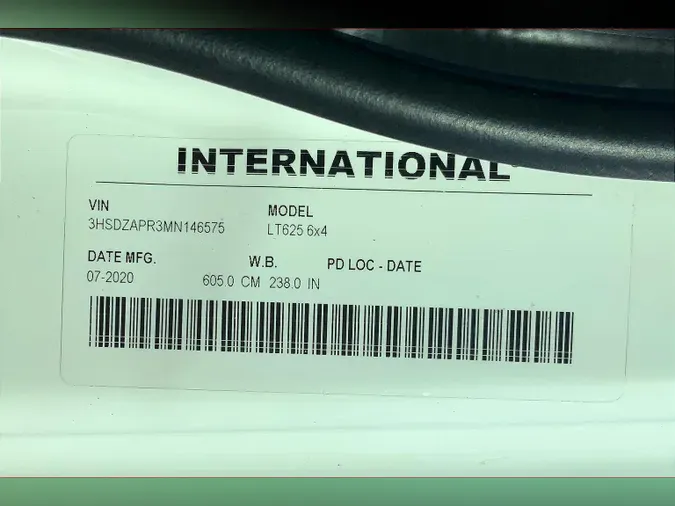 INTERNATIONAL
VIN MODEL
3HSDZAPR3MN146575 LT625 6x4
DATE MFG. W.B. PD LOC - DATE
07-2020 605.0 CM 238.0 IN